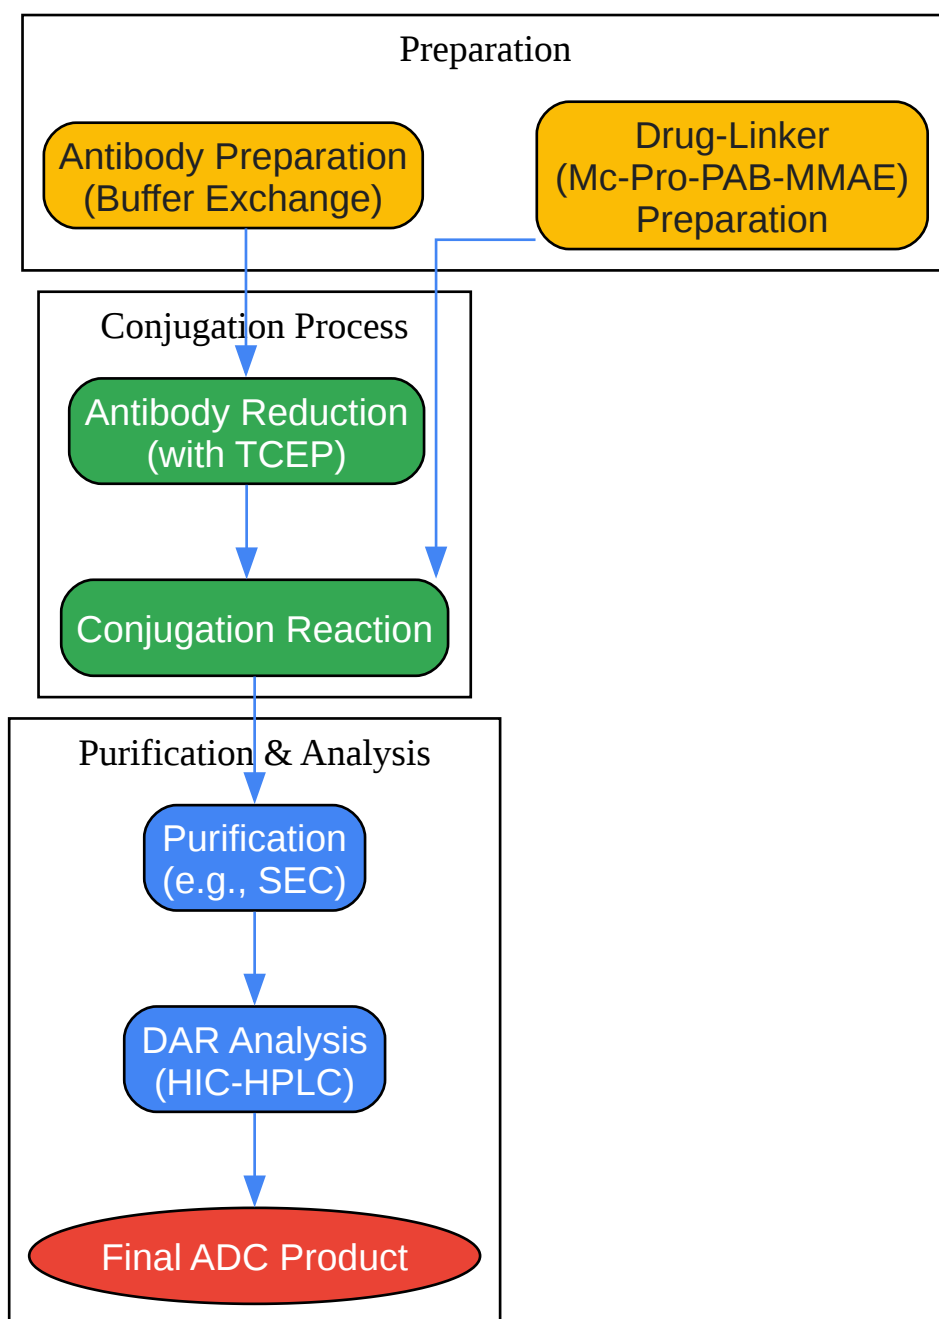 Preparation
Antibody Preparation
(Buffer Exchange)
Drug-Linker
(Mc-Pro-PAB-MMAE)
Preparation
Conjugation Process
Antibody Reduction
(with TCEP)
Conjugation Reaction
Purification & Analysis
Purification
(e.g., SEC)
DAR Analysis
(HIC-HPLC)
Final ADC Product